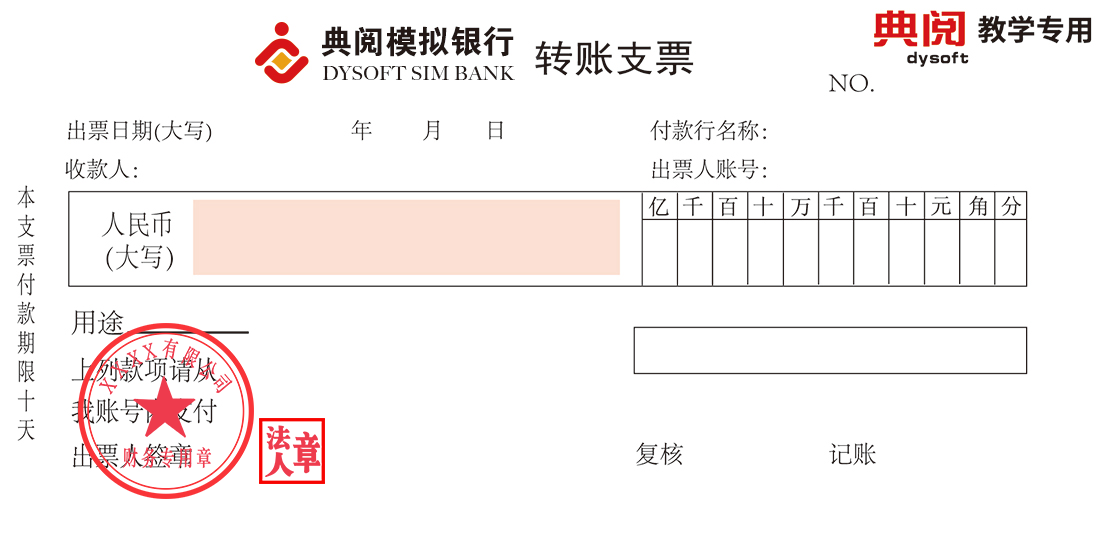 典阅模拟银行
DYSOFT SIM BANK
转账支票
典阅 教学专用
dysoft
NO.
出票日期(大写) 年 月 日 付款行名称：
收款人： 出票人账号：
本支票付款期限十天
人民币
(大写)
亿 千 百 十 万 千 百 十 元 角 分
用途
上列款项请从
我账号内支付
出票人签章
XXXX有限公司
财务专用章
法人章
复核 记账